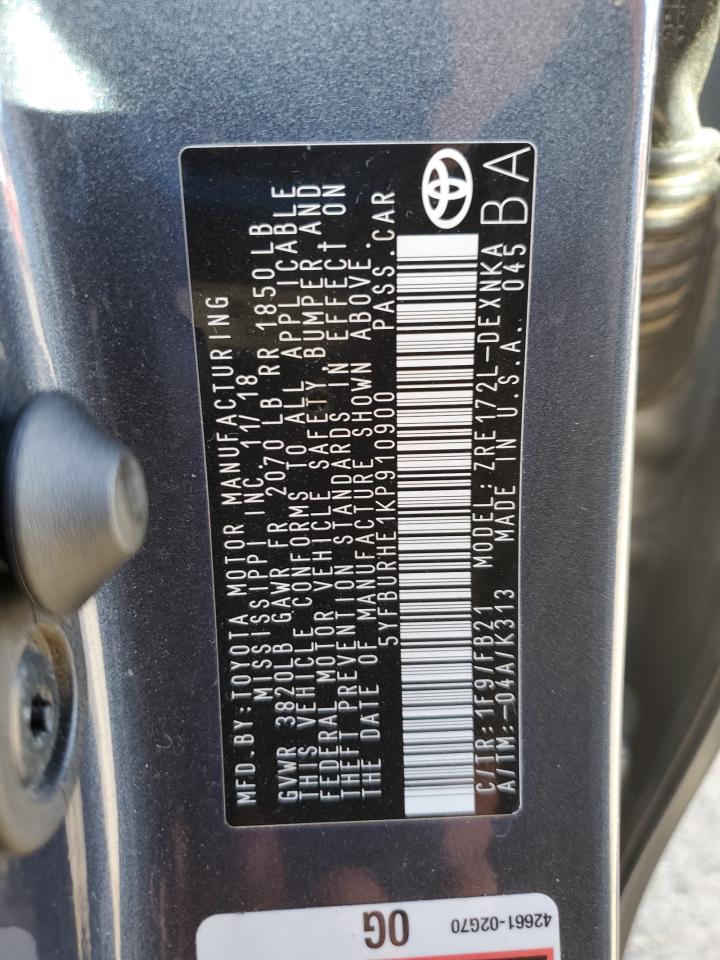 MFD.BY:TOYOTA MOTOR MANUFACTURING
MISSISSIPPI INC. 11/18
GVWR 3820LB GAWR FR 2070 LB RR 1850 LB
THIS VEHICLE CONFORMS TO ALL APPLICABLE
FEDERAL MOTOR VEHICLE SAFETY, BUMPER AND
THEFT PREVENTION STANDARDS IN EFFECT ON
THE DATE OF MANUFACTURE SHOWN ABOVE.
5YFBURHE1KP910900 PASS.CAR
C/TR:1F9/FB21 MODEL:ZRE172L-DEXNKA
A/TM:-04A/K313 MADE IN U.S.A. 045
BA
42661-02G70
0G